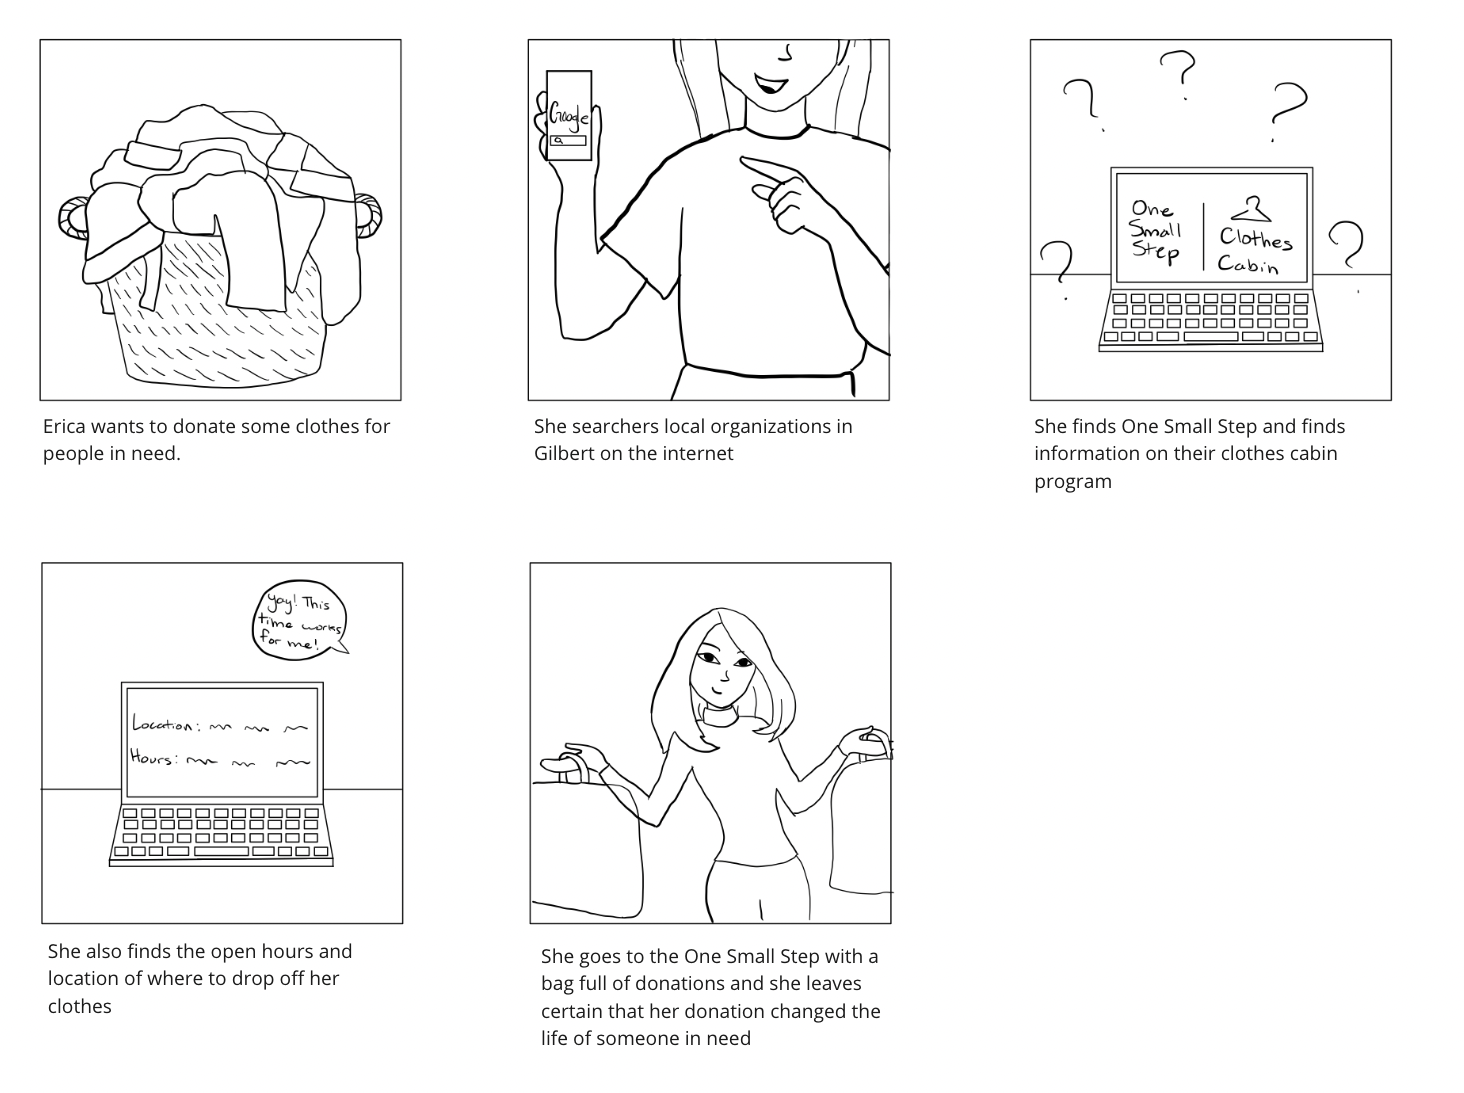 Google
?
?
?
?
?
One
Small
Step
Clothes
Cabin
Erica wants to donate some clothes for
people in need.
She searchers local organizations in
Gilbert on the internet
She finds One Small Step and finds
information on their clothes cabin
program
Yay! This
time works
for me!
Location:
Hours:
She also finds the open hours and
location of where to drop off her
clothes
She goes to the One Small Step with a
bag full of donations and she leaves
certain that her donation changed the
life of someone in need